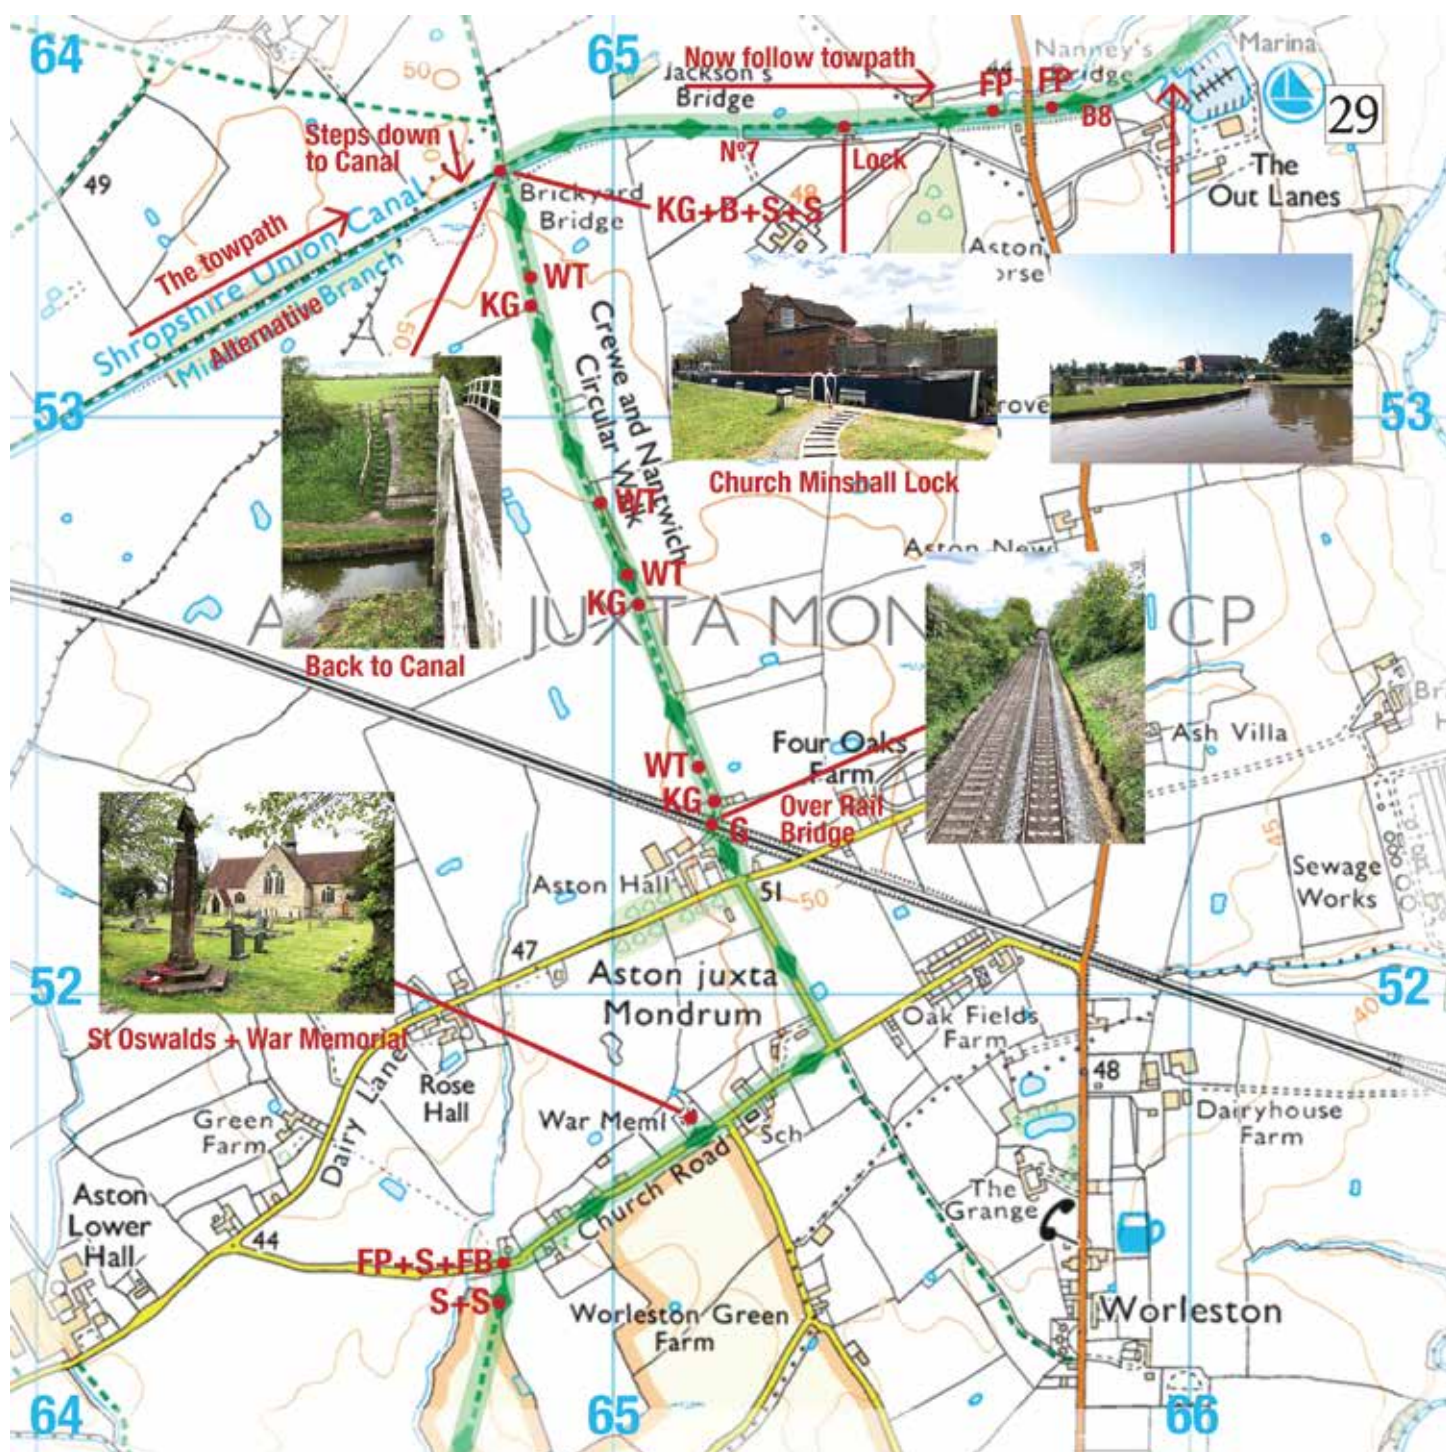 64
65
Now follow towpath
Jackson's
Bridge
FP
FP
Nanney's
Bridge
Marina
29
50
Steps down
to Canal
49
Nº7
Lock
B8
The
Out Lanes
The towpath
Shropshire Union Canal
Alternative
Branch
Brickyard
Bridge
KG+B+S+S
48
Aston
WT
KG
50
Crewe and Nantwich
Circular Walk
53
53
Church Minshall Lock
WT
WT
KG
Aston New
A
JUXTA MON
CP
Back to Canal
Ash Villa
Four Oaks
Farm
WT
KG
G
Over Rail
Bridge
45
Sewage
Works
Aston Hall
51
50
47
52
52
Aston juxta
Mondrum
Oak Fields
Farm
40
St Oswalds + War Memorial
Dairy Lane
Rose
Hall
48
Green
Farm
War Meml
Sch
Dairyhouse
Farm
Church Road
The
Grange
Aston
Lower
Hall
44
FP+S+FB
S+S
Worleston Green
Farm
Worleston
64
65
66